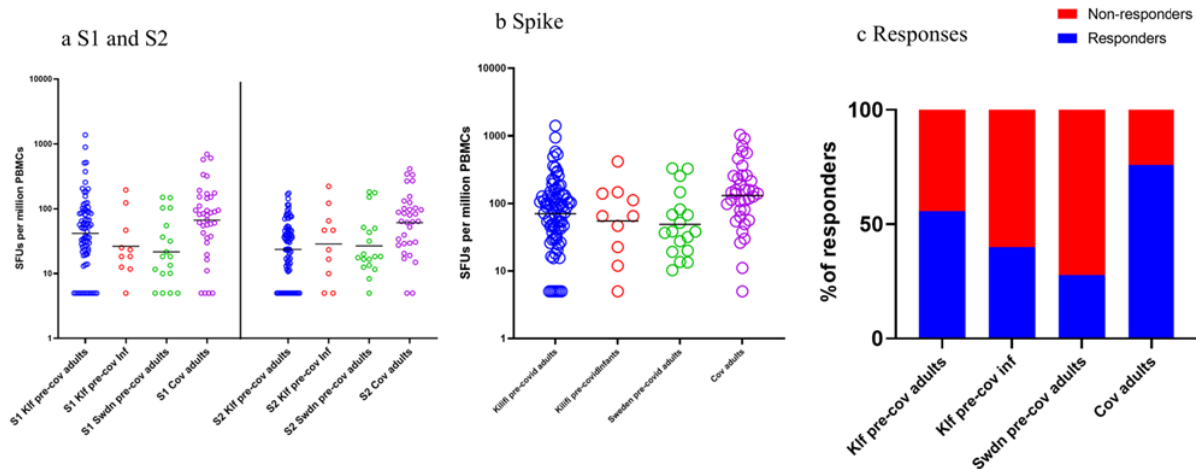 a S1 and S2
SFUs per million PBMCs
10000
1000
100
10
1
S1 Klf pre-cov adults
S1 Klf pre-cov Inf
S1 Swdn pre-cov adults
S1 Cov adults
S2 Klf pre-cov adults
S2 Klf pre-cov Inf
S2 Swdn pre-cov adults
S2 Cov adults
b Spike
SFUs per million PBMCs
10000
1000
100
10
1
Kilifi pre-covid adults
Kilifi pre-covidInfants
Sweden pre-covid adults
Cov adults
Non-responders
Responders
c Responses
% of responders
100
50
0
Klf pre-cov adults
Klf pre-cov inf
Swdn pre-cov adults
Cov adults